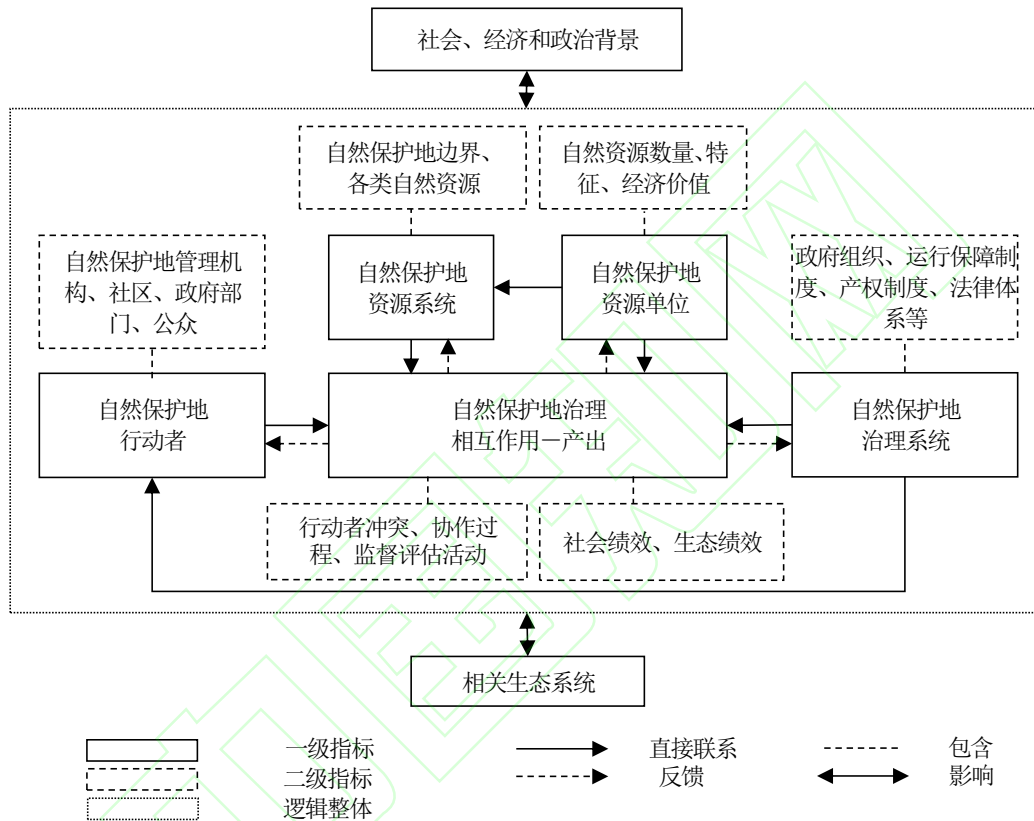 社会、经济和政治背景
自然保护地边界、
各类自然资源
自然资源数量、特
征、经济价值
自然保护地管理机
构、社区、政府部
门、公众
自然保护地
资源系统
自然保护地
资源单位
政府组织、运行保障制
度、产权制度、法律体
系等
自然保护地
行动者
自然保护地治理
相互作用－产出
自然保护地
治理系统
行动者冲突、协作过
程、监督评估活动
社会绩效、生态绩效
相关生态系统
一级指标
直接联系
包含
二级指标
反馈
影响
逻辑整体